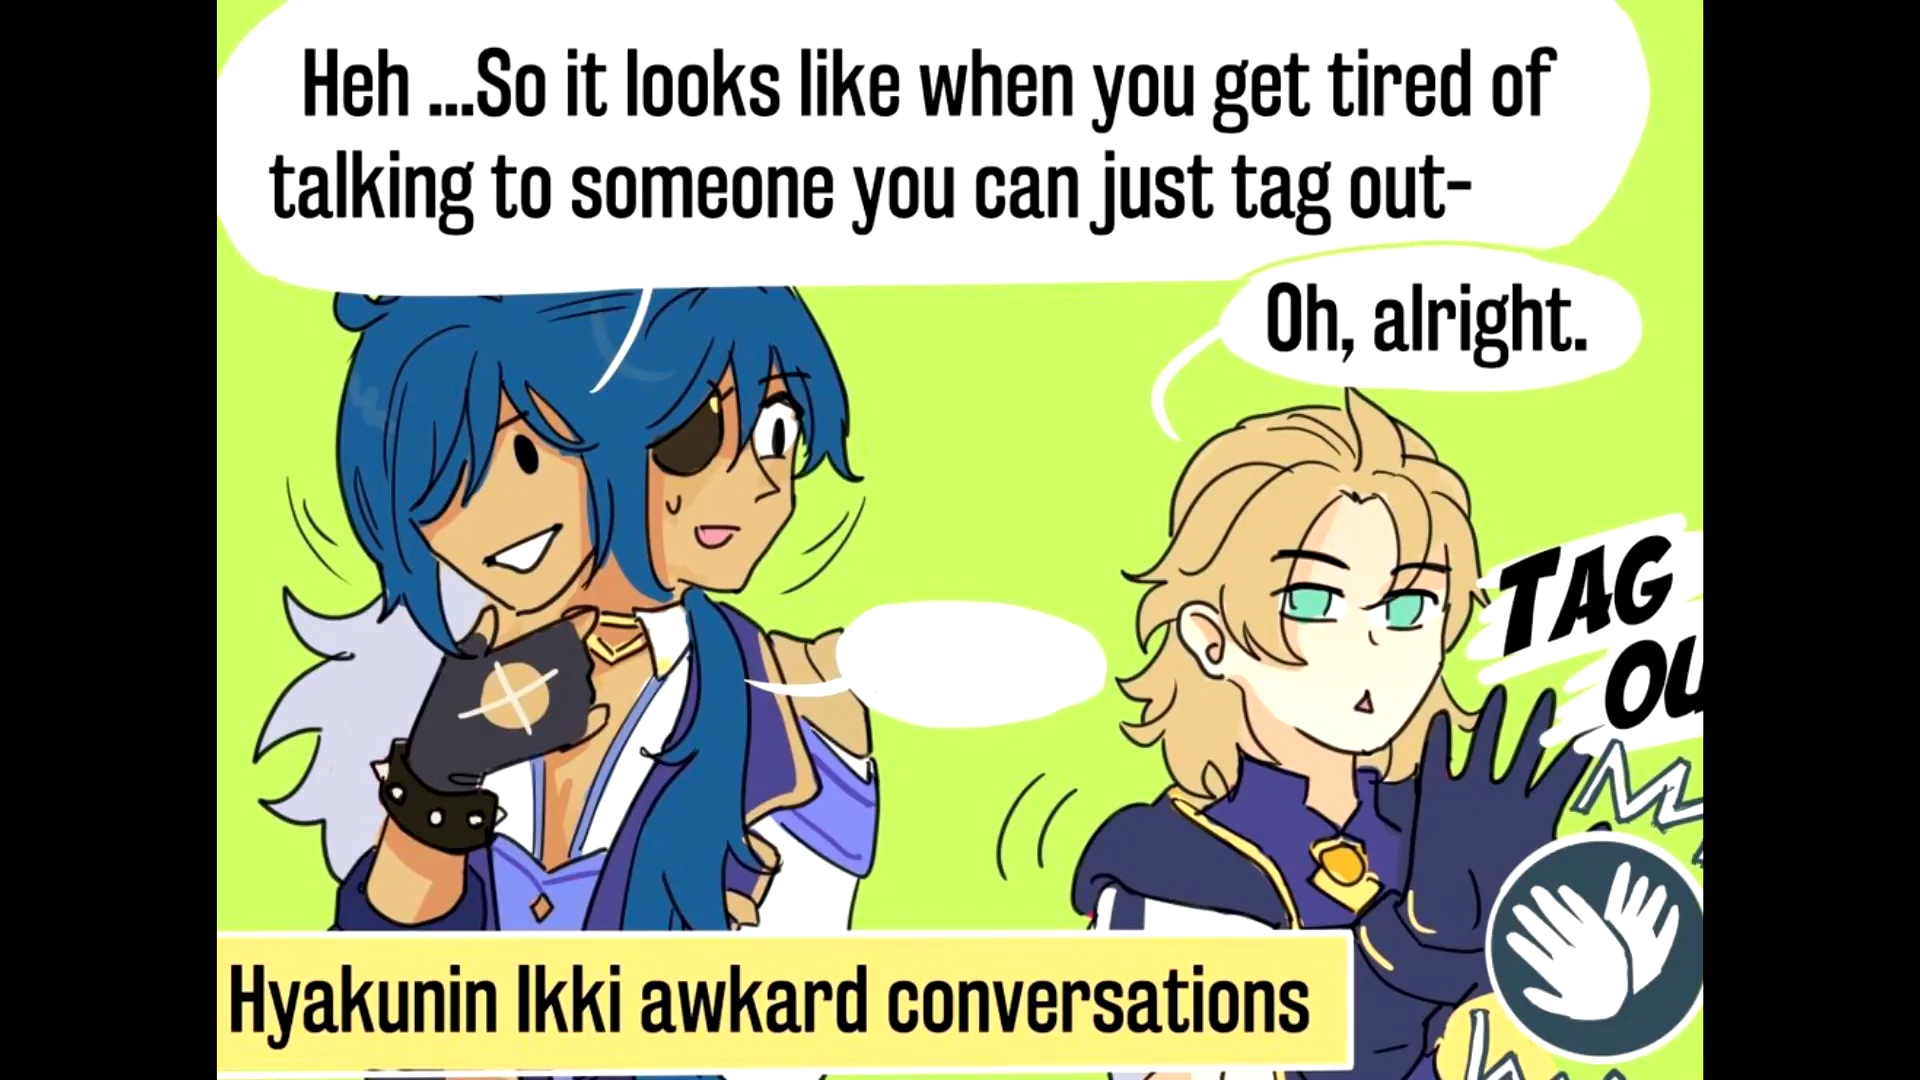 Heh ...So it looks like when you get tired of
talking to someone you can just tag out-
Oh, alright.
TAG
OU
Hyakunin Ikki awkard conversations